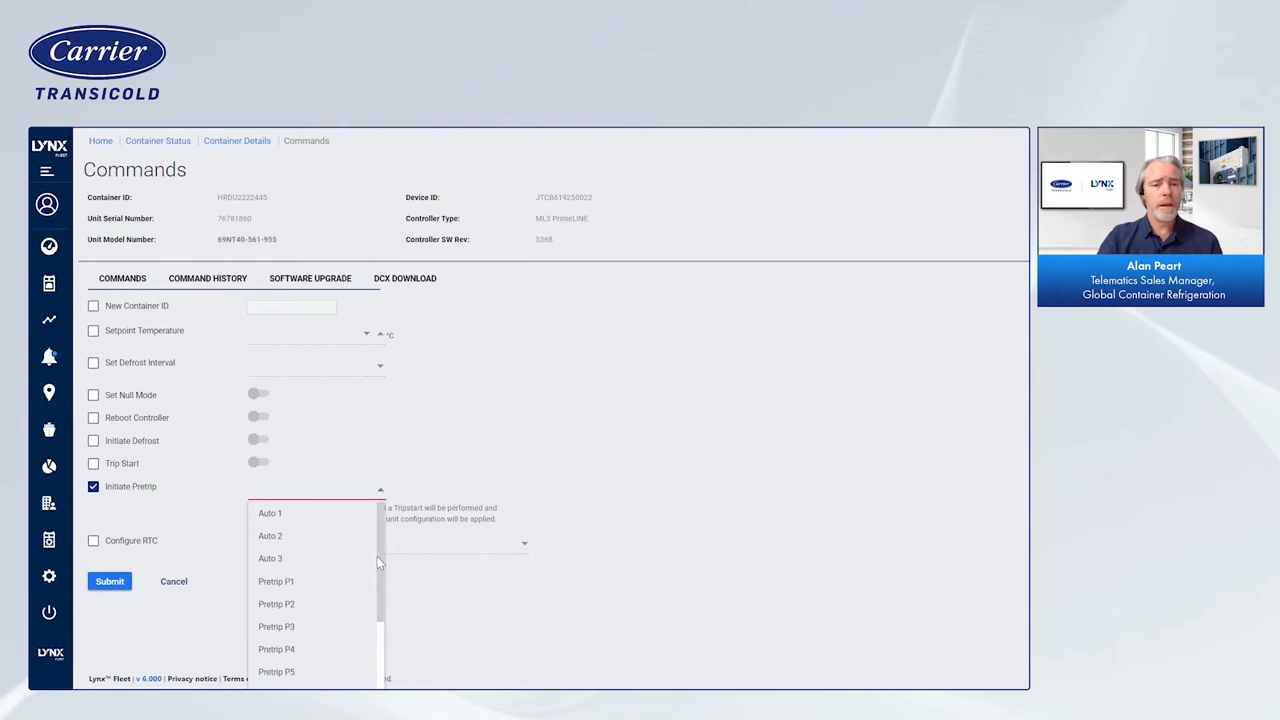 Carrier
TRANSICOLD
LYNX
FLEET
Home
Container Status
Container Details
Commands
Commands
Container ID:
HRDU2222445
Device ID:
JTCB619250022
Unit Serial Number:
76781860
Controller Type:
ML3 PrimeLINE
Unit Model Number:
69NT40-561-955
Controller SW Rev:
5368
COMMANDS
COMMAND HISTORY
SOFTWARE UPGRADE
DCX DOWNLOAD
New Container ID
Setpoint Temperature
°C
Set Defrost Interval
Set Null Mode
Reboot Controller
Initiate Defrost
Trip Start
Initiate Pretrip
Auto 1
Auto 2
Auto 3
Pretrip P1
Pretrip P2
Pretrip P3
Pretrip P4
Pretrip P5
a Tripstart will be performed and
unit configuration will be applied.
Configure RTC
Submit
Cancel
LYNX
FLEET
Lynx™ Fleet | v 6.000 | Privacy notice | Terms
Carrier
TRANSICOLD
LYNX
Alan Peart
Telematics Sales Manager,
Global Container Refrigeration